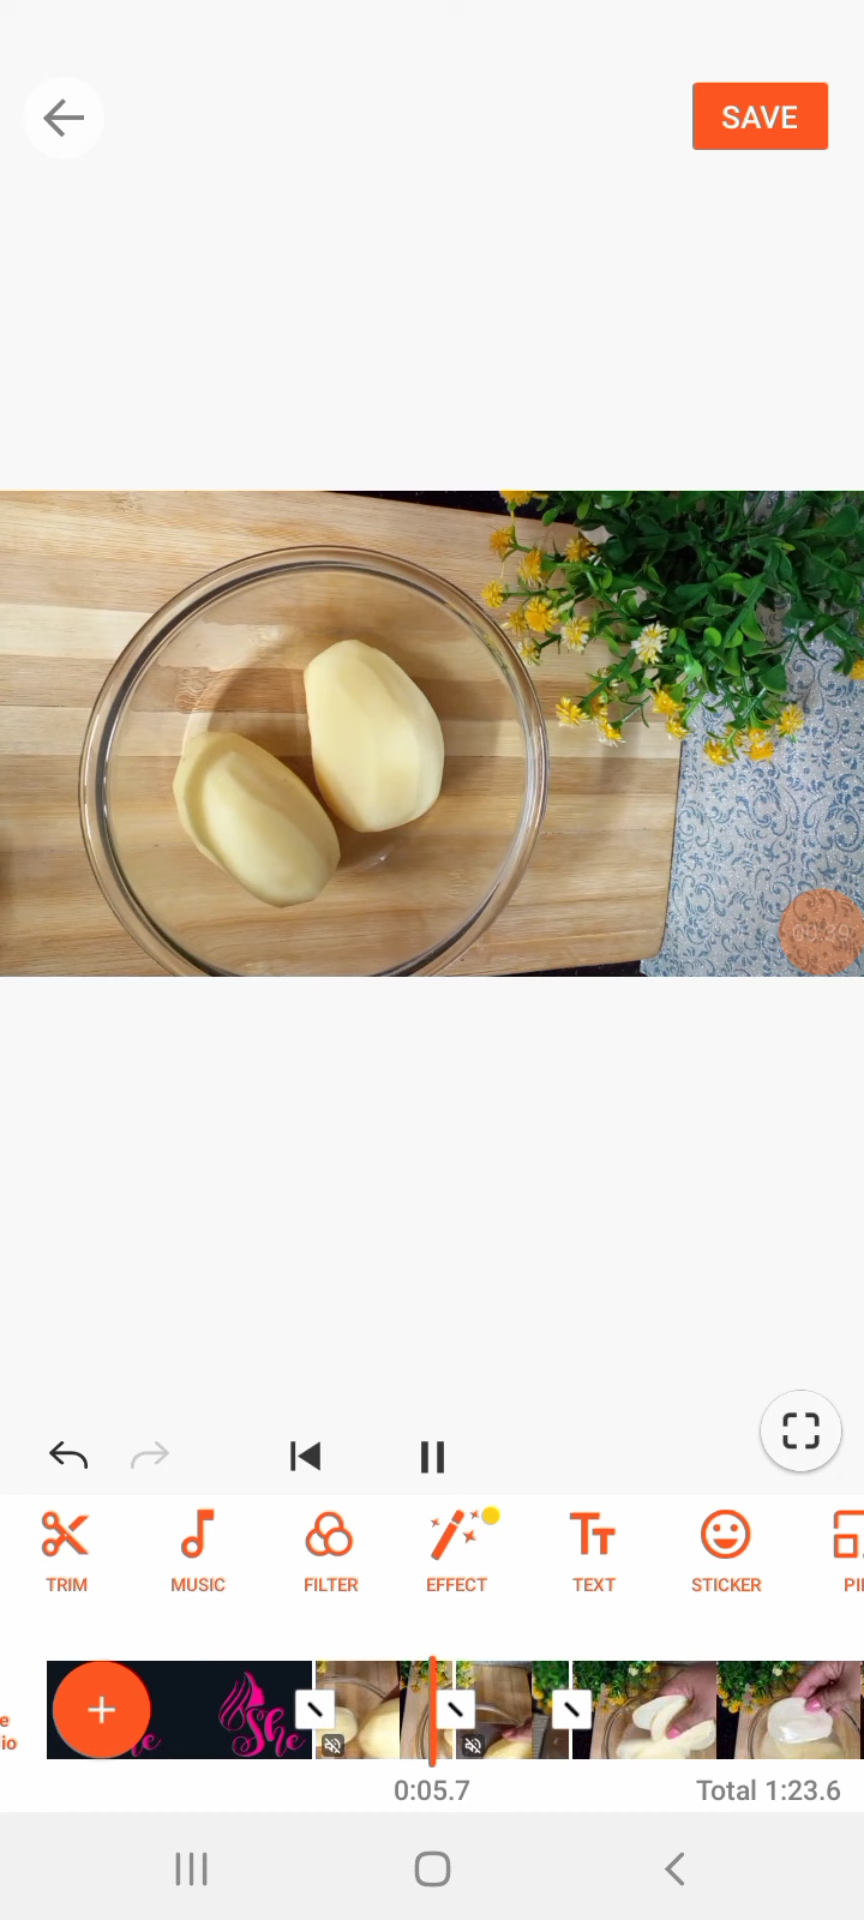 SAVE
TRIM
MUSIC
FILTER
EFFECT
TEXT
STICKER
She
0:05.7
Total 1:23.6